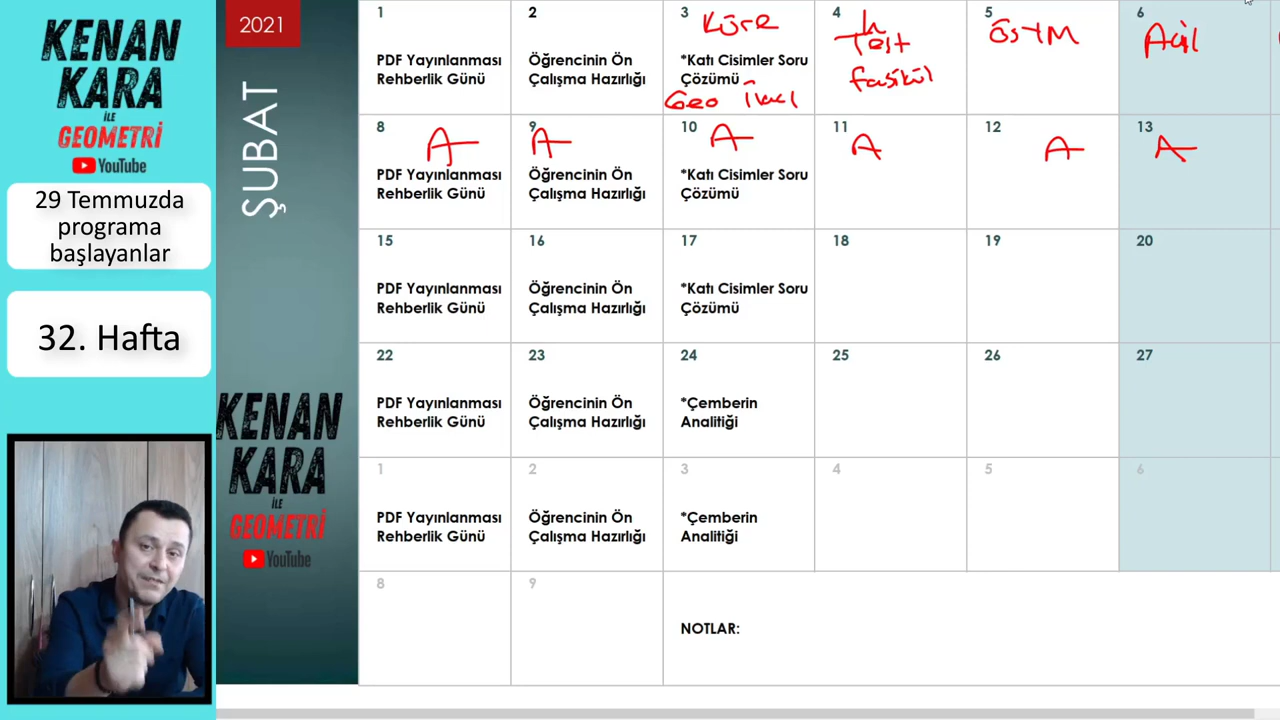 KENAN
KARA
İLE
GEOMETRİ
YouTube
29 Temmuzda
programa
başlayanlar
32. Hafta
2021
ŞUBAT
KENAN
KARA
İLE
GEOMETRİ
YouTube
1
2
3
4
5
6
Küre
Test
fasikül
ÖSYM
Acil
PDF Yayınlanması
Rehberlik Günü
Öğrencinin Ön
Çalışma Hazırlığı
*Katı Cisimler Soru
Çözümü
Geo
8
9
10
11
12
13
A
A
A
A
A
A
PDF Yayınlanması
Rehberlik Günü
Öğrencinin Ön
Çalışma Hazırlığı
*Katı Cisimler Soru
Çözümü
15
16
17
18
19
20
PDF Yayınlanması
Rehberlik Günü
Öğrencinin Ön
Çalışma Hazırlığı
*Katı Cisimler Soru
Çözümü
22
23
24
25
26
27
PDF Yayınlanması
Rehberlik Günü
Öğrencinin Ön
Çalışma Hazırlığı
*Çemberin
Analitiği
1
2
3
4
5
6
PDF Yayınlanması
Rehberlik Günü
Öğrencinin Ön
Çalışma Hazırlığı
*Çemberin
Analitiği
8
9
NOTLAR: